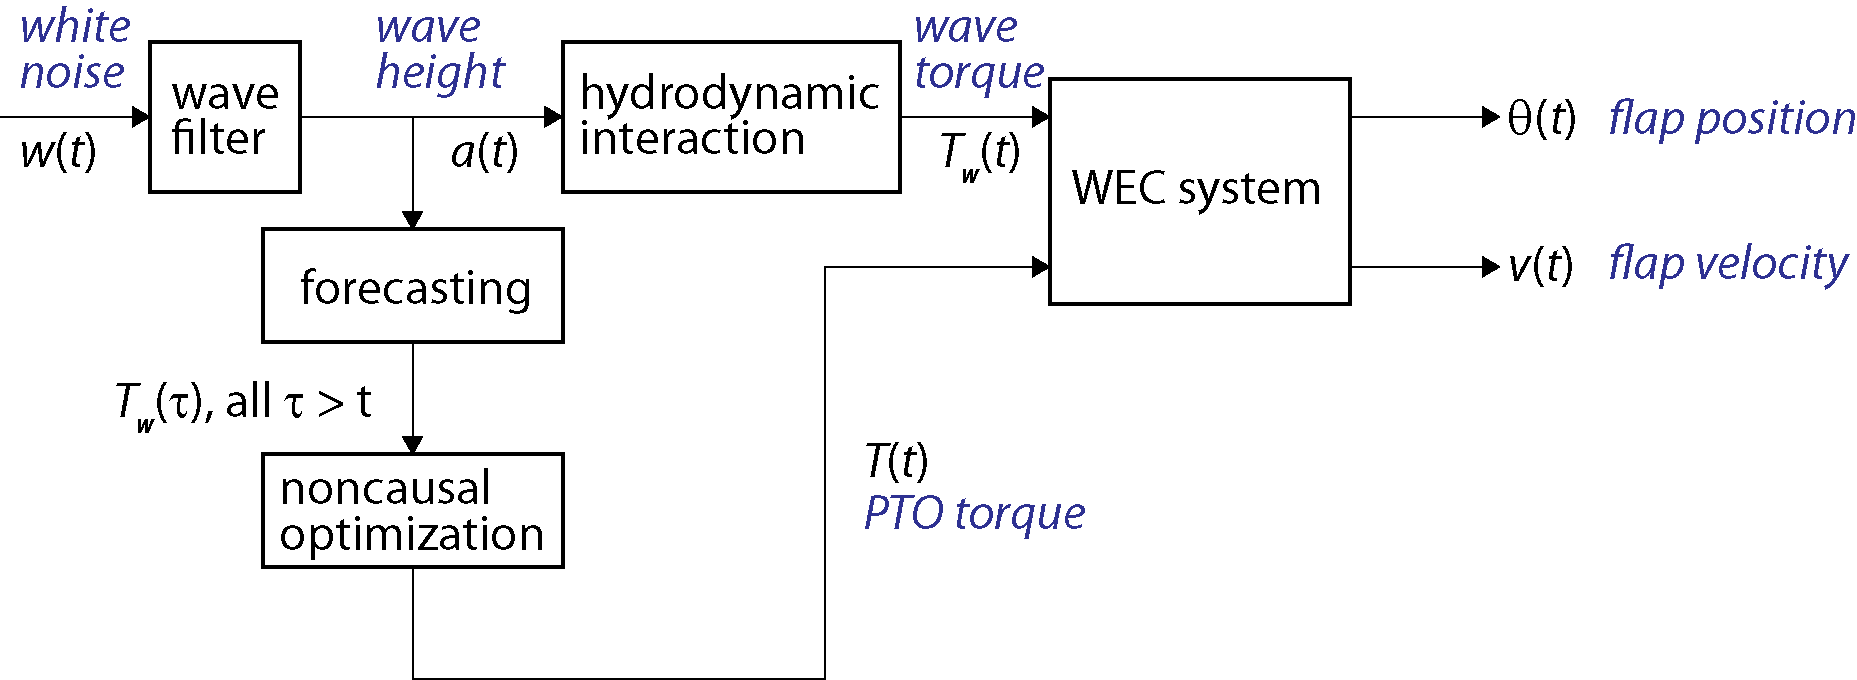 white
noise
w(t)
wave
filter
wave
height
a(t)
hydrodynamic
interaction
wave
torque
T_w(t)
WEC system
θ(t) flap position
v(t) flap velocity
forecasting
T_w(τ), all τ > t
noncausal
optimization
T(t)
PTO torque